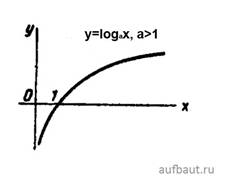 y
y=logₐx, a>1
0 1 x
aufbaut.ru